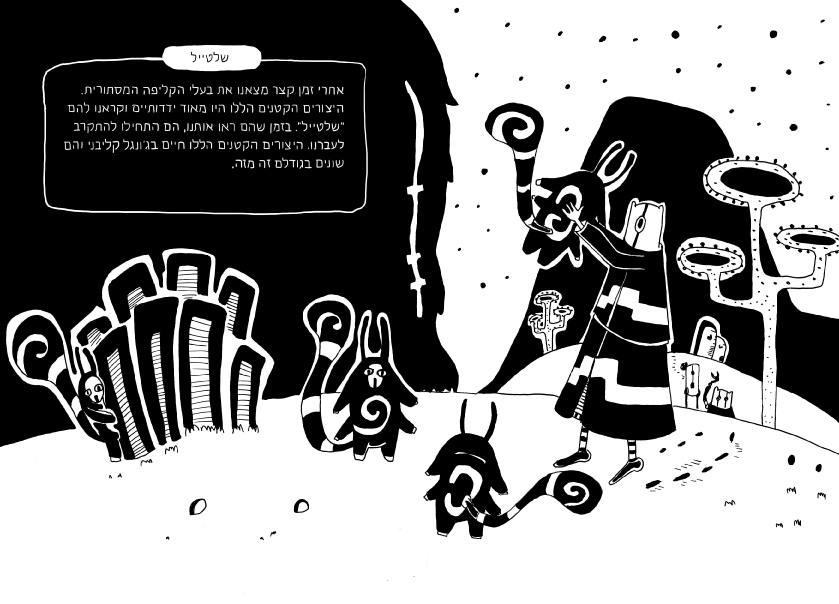 שלטייל
אחרי זמן קצר מצאנו את בעלי הקליפה המסתורית.
היצורים הקטנים הללו היו מאוד ידדותיים וקראנו להם
"שלטייל". בזמן שהם ראו אותנו, הם התחילו להתקרב
לעברנו. היצורים הקטנים הללו חיים בג'ונגל קליבני והם
שונים בגודלם זה מזה.